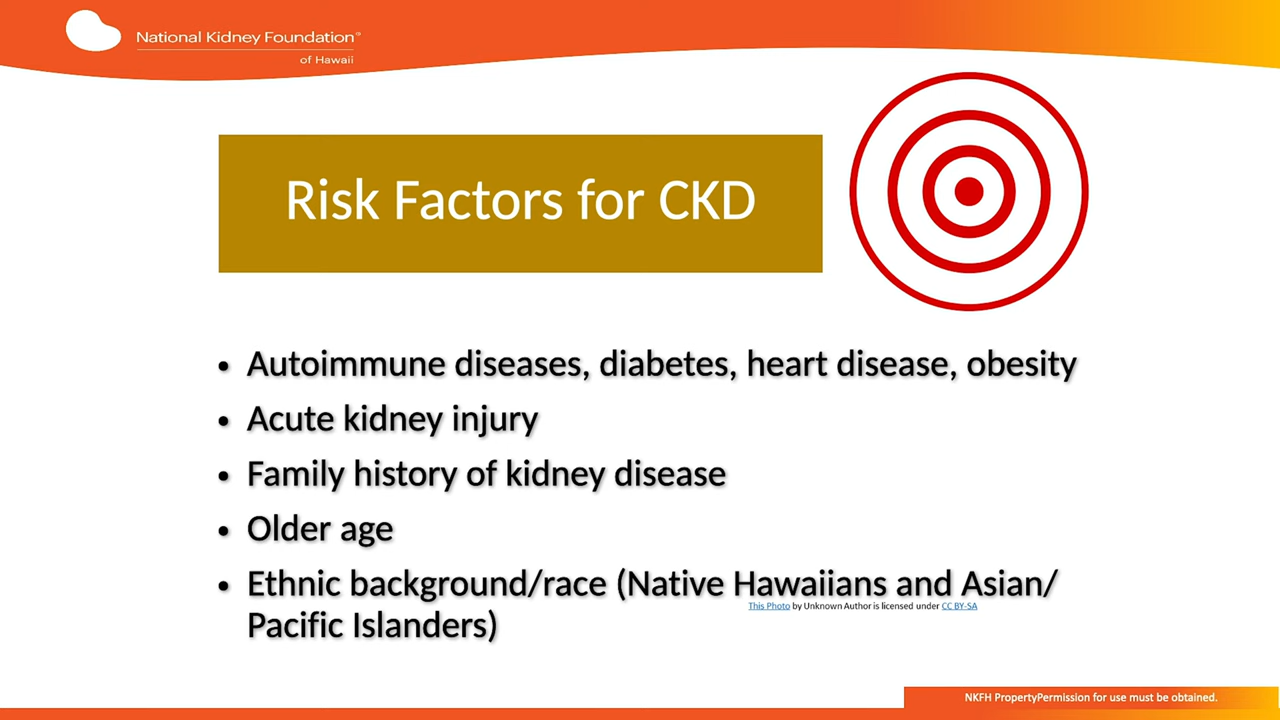 National Kidney Foundation®
of Hawaii
Risk Factors for CKD
• Autoimmune diseases, diabetes, heart disease, obesity
• Acute kidney injury
• Family history of kidney disease
• Older age
• Ethnic background/race (Native Hawaiians and Asian/
This Photo by Unknown Author is licensed under CC BY-SA
Pacific Islanders)
NKFH PropertyPermission for use must be obtained.